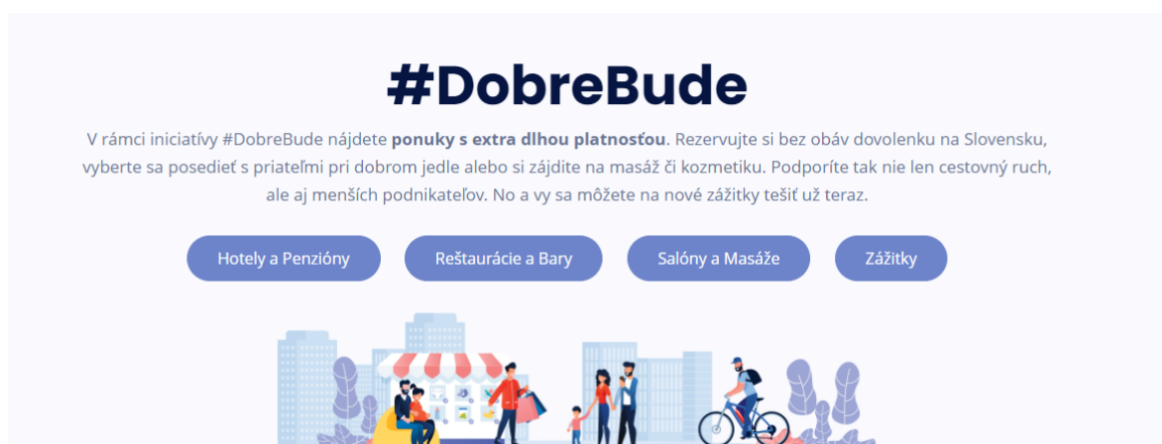 #DobreBude
V rámci iniciatívy #DobreBude nájdete ponuky s extra dlhou platnosťou. Rezervujte si bez obáv dovolenku na Slovensku,
vyberte sa posedieť s priateľmi pri dobrom jedle alebo si zájdite na masáž či kozmetiku. Podporíte tak nie len cestovný ruch,
ale aj menších podnikateľov. No a vy sa môžete na nové zážitky tešiť už teraz.
Hotely a Penzióny
Reštaurácie a Bary
Salóny a Masáže
Zážitky